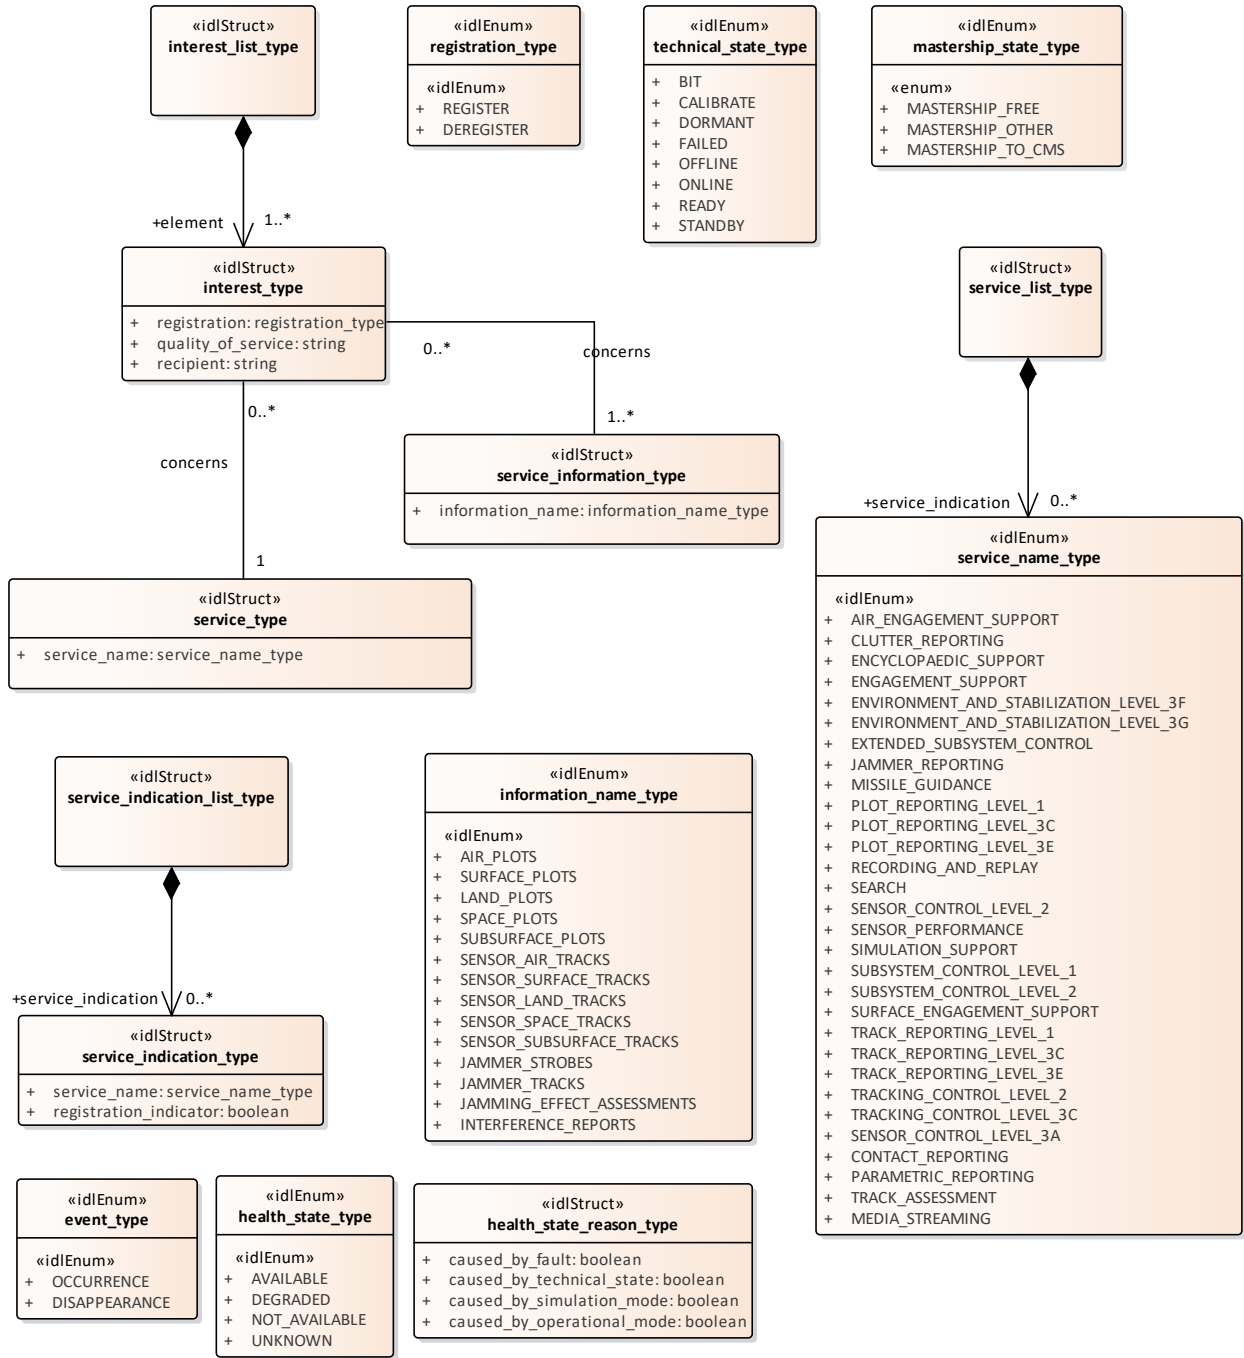 «idlStruct»
interest_list_type
«idlEnum»
registration_type
«idlEnum»
+ REGISTER
+ DEREGISTER
«idlEnum»
technical_state_type
+ BIT
+ CALIBRATE
+ DORMANT
+ FAILED
+ OFFLINE
+ ONLINE
+ READY
+ STANDBY
«idlEnum»
mastership_state_type
«enum»
+ MASTERSHIP_FREE
+ MASTERSHIP_OTHER
+ MASTERSHIP_TO_CMS
+element
1..*
«idlStruct»
interest_type
+ registration: registration_type
+ quality_of_service: string
+ recipient: string
0..*
concerns
1..*
0..*
concerns
1
«idlStruct»
service_information_type
+ information_name: information_name_type
«idlStruct»
service_type
+ service_name: service_name_type
«idlStruct»
service_list_type
+service_indication
0..*
«idlEnum»
service_name_type
«idlEnum»
+ AIR_ENGAGEMENT_SUPPORT
+ CLUTTER_REPORTING
+ ENCYCLOPAEDIC_SUPPORT
+ ENGAGEMENT_SUPPORT
+ ENVIRONMENT_AND_STABILIZATION_LEVEL_3F
+ ENVIRONMENT_AND_STABILIZATION_LEVEL_3G
+ EXTENDED_SUBSYSTEM_CONTROL
+ JAMMER_REPORTING
+ MISSILE_GUIDANCE
+ PLOT_REPORTING_LEVEL_1
+ PLOT_REPORTING_LEVEL_3C
+ PLOT_REPORTING_LEVEL_3E
+ RECORDING_AND_REPLAY
+ SEARCH
+ SENSOR_CONTROL_LEVEL_2
+ SENSOR_PERFORMANCE
+ SIMULATION_SUPPORT
+ SUBSYSTEM_CONTROL_LEVEL_1
+ SUBSYSTEM_CONTROL_LEVEL_2
+ SURFACE_ENGAGEMENT_SUPPORT
+ TRACK_REPORTING_LEVEL_1
+ TRACK_REPORTING_LEVEL_3C
+ TRACK_REPORTING_LEVEL_3E
+ TRACKING_CONTROL_LEVEL_2
+ TRACKING_CONTROL_LEVEL_3C
+ SENSOR_CONTROL_LEVEL_3A
+ CONTACT_REPORTING
+ PARAMETRIC_REPORTING
+ TRACK_ASSESSMENT
+ MEDIA_STREAMING
«idlStruct»
service_indication_list_type
+service_indication
0..*
«idlStruct»
service_indication_type
+ service_name: service_name_type
+ registration_indicator: boolean
«idlEnum»
information_name_type
«idlEnum»
+ AIR_PLOTS
+ SURFACE_PLOTS
+ LAND_PLOTS
+ SPACE_PLOTS
+ SUBSURFACE_PLOTS
+ SENSOR_AIR_TRACKS
+ SENSOR_SURFACE_TRACKS
+ SENSOR_LAND_TRACKS
+ SENSOR_SPACE_TRACKS
+ SENSOR_SUBSURFACE_TRACKS
+ JAMMER_STROBES
+ JAMMER_TRACKS
+ JAMMING_EFFECT_ASSESSMENTS
+ INTERFERENCE_REPORTS
«idlEnum»
event_type
«idlEnum»
+ OCCURRENCE
+ DISAPPEARANCE
«idlEnum»
health_state_type
«idlEnum»
+ AVAILABLE
+ DEGRADED
+ NOT_AVAILABLE
+ UNKNOWN
«idlStruct»
health_state_reason_type
+ caused_by_fault: boolean
+ caused_by_technical_state: boolean
+ caused_by_simulation_mode: boolean
+ caused_by_operational_mode: boolean